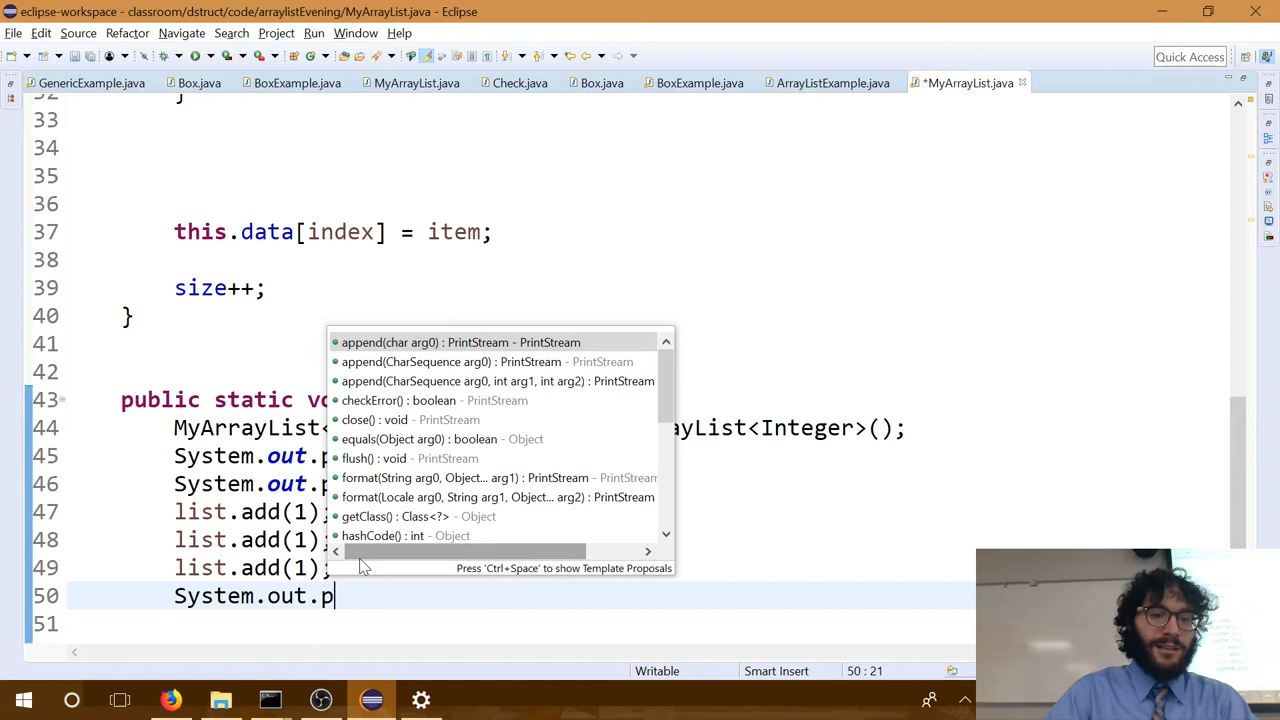 eclipse-workspace - classroom/dstruct/code/arraylistEvening/MyArrayList.java - Eclipse
File Edit Source Refactor Navigate Search Project Run Window Help
Quick Access
GenericExample.java Box.java BoxExample.java MyArrayList.java Check.java Box.java BoxExample.java ArrayListExample.java *MyArrayList.java
32 }
33
34
35
36
37 this.data[index] = item;
38
39 size++;
40 }
41
42
43 public static vo
44 MyArrayList< ayList<Integer>();
45 System.out.p
46 System.out.p
47 list.add(1);
48 list.add(1);
49 list.add(1);
50 System.out.p
51
append(char arg0) : PrintStream - PrintStream
append(CharSequence arg0) : PrintStream - PrintStream
append(CharSequence arg0, int arg1, int arg2) : PrintStream
checkError() : boolean - PrintStream
close() : void - PrintStream
equals(Object arg0) : boolean - Object
flush() : void - PrintStream
format(String arg0, Object... arg1) : PrintStream - PrintStream
format(Locale arg0, String arg1, Object... arg2) : PrintStream
getClass() : Class<?> - Object
hashCode() : int - Object
Press 'Ctrl+Space' to show Template Proposals
Writable Smart Insert 50 : 21